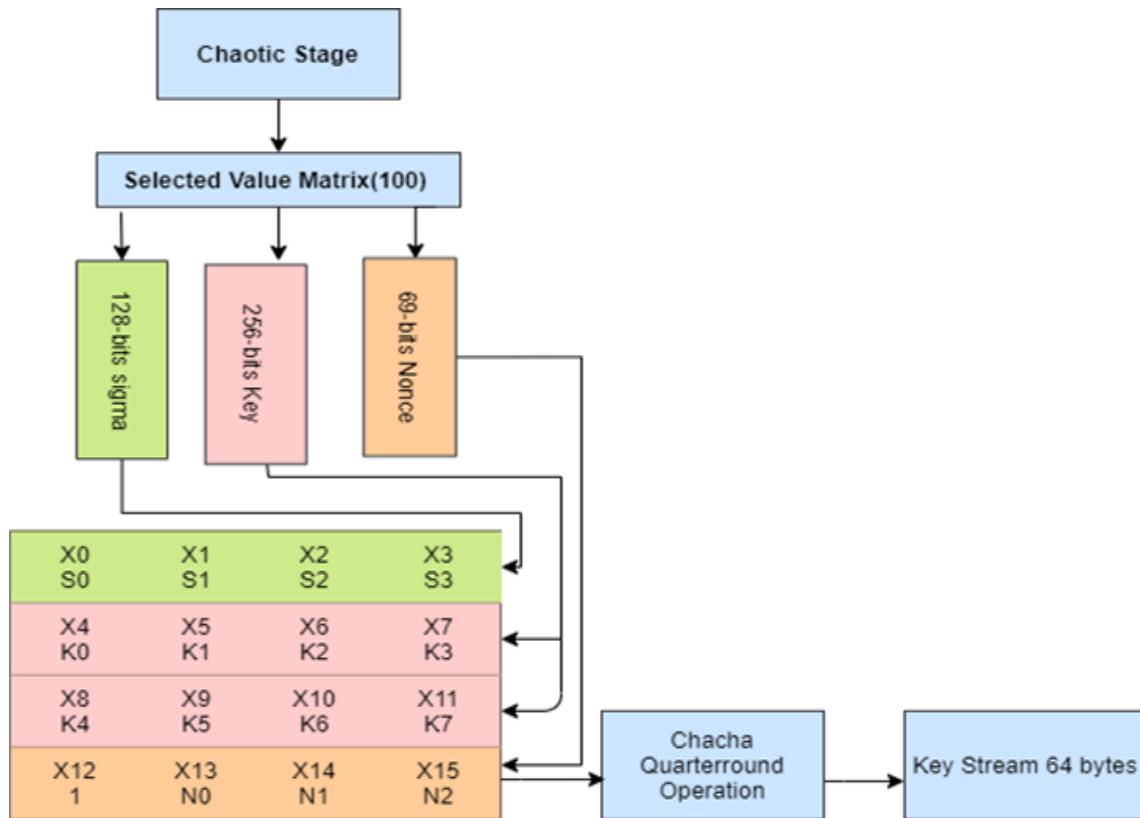 Chaotic Stage
Selected Value Matrix(100)
128-bits sigma
256-bits Key
69-bits Nonce
X0 X1 X2 X3
S0 S1 S2 S3
X4 X5 X6 X7
K0 K1 K2 K3
X8 X9 X10 X11
K4 K5 K6 K7
X12 X13 X14 X15
1 N0 N1 N2
Chacha
Quarterround
Operation
Key Stream 64 bytes